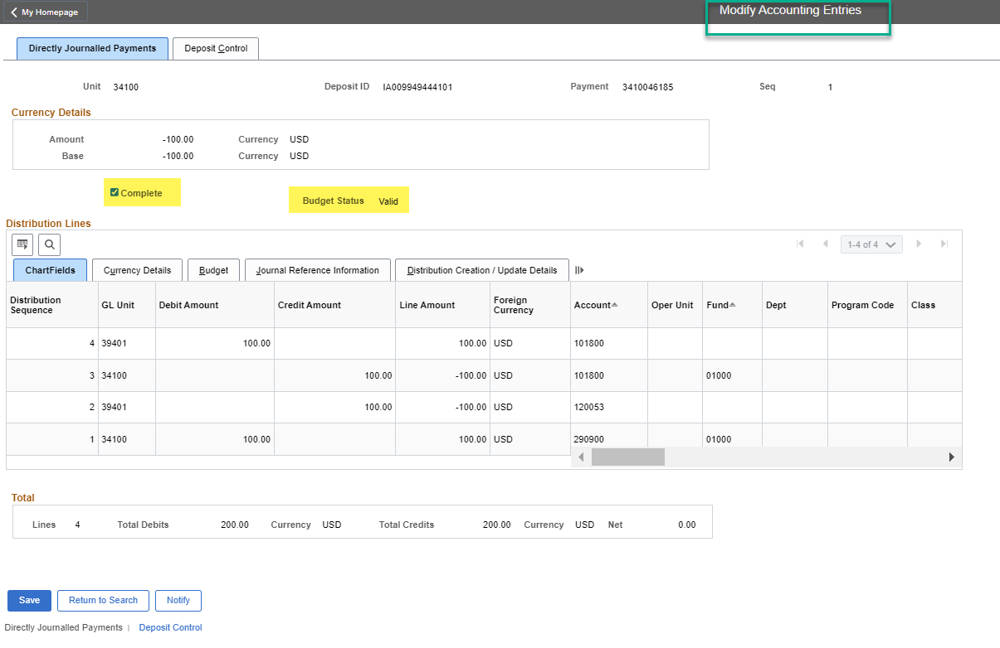 My Homepage
Modify Accounting Entries
Directly Journalled Payments Deposit Control
Unit 34100 Deposit ID IA009949444101 Payment 3410046185 Seq 1
Currency Details
Amount -100.00 Currency USD
Base -100.00 Currency USD
Complete
Budget Status Valid
Distribution Lines
1-4 of 4
ChartFields Currency Details Budget Journal Reference Information Distribution Creation / Update Details
Distribution Sequence GL Unit Debit Amount Credit Amount Line Amount Foreign Currency Account Oper Unit Fund Dept Program Code Class
4 39401 100.00 100.00 USD 101800
3 34100 100.00 -100.00 USD 101800 01000
2 39401 100.00 -100.00 USD 120053
1 34100 100.00 100.00 USD 290900 01000
Total
Lines 4 Total Debits 200.00 Currency USD Total Credits 200.00 Currency USD Net 0.00
Save Return to Search Notify
Directly Journalled Payments | Deposit Control